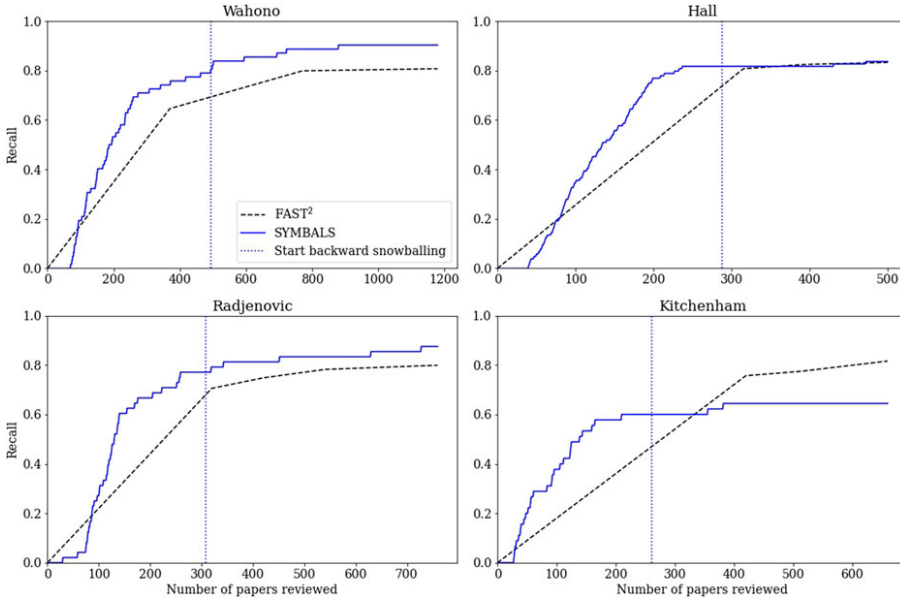 Wahono
Recall
1.0
0.8
0.6
0.4
0.2
0.0
0 200 400 600 800 1000 1200
FAST²
SYMBALS
Start backward snowballing
Hall
1.0
0.8
0.6
0.4
0.2
0.0
0 100 200 300 400 500
Radjenovic
Recall
1.0
0.8
0.6
0.4
0.2
0.0
0 100 200 300 400 500 600 700
Number of papers reviewed
Kitchenham
1.0
0.8
0.6
0.4
0.2
0.0
0 100 200 300 400 500 600
Number of papers reviewed